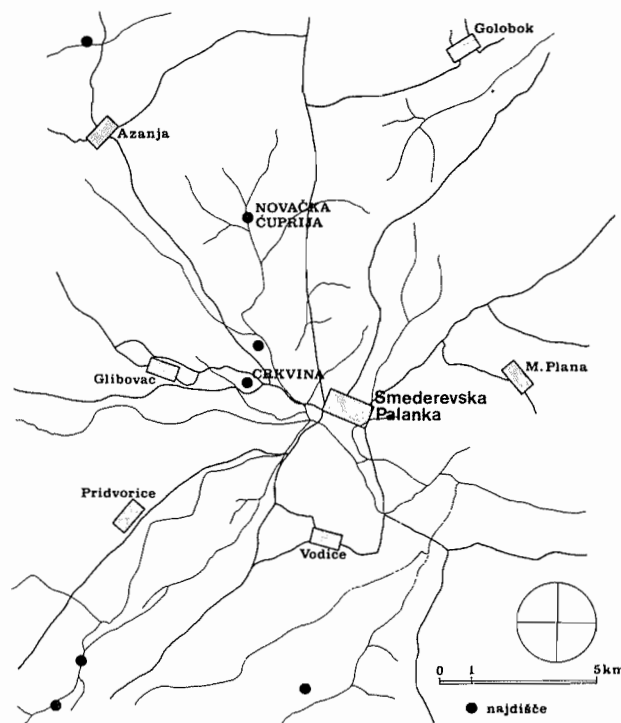 Golobok
Azanja
NOVAČKA
ĆUPRIJA
Glibovac
CRKVINA
M. Plana
Smederevska
Palanka
Pridvorice
Vodice
0 1 5km
najdišče